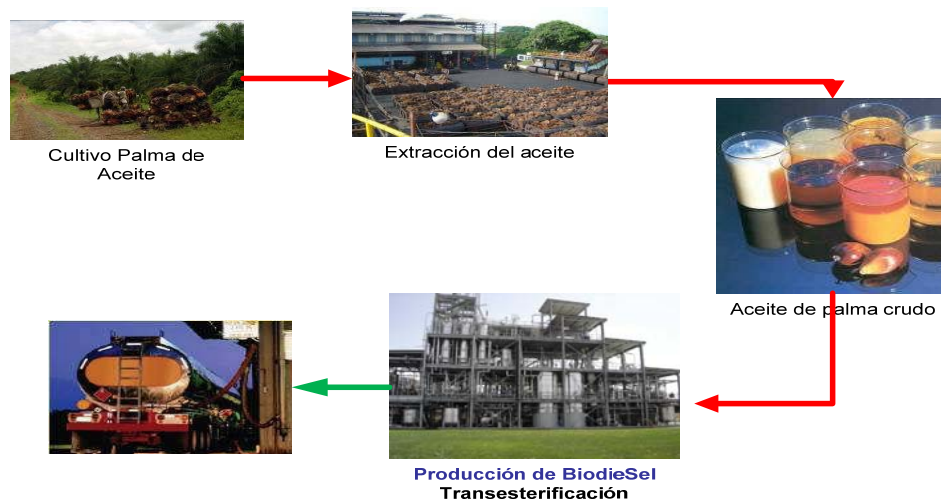 Cultivo Palma de
Aceite
Extracción del aceite
Aceite de palma crudo
Producción de BiodieSel
Transesterificación